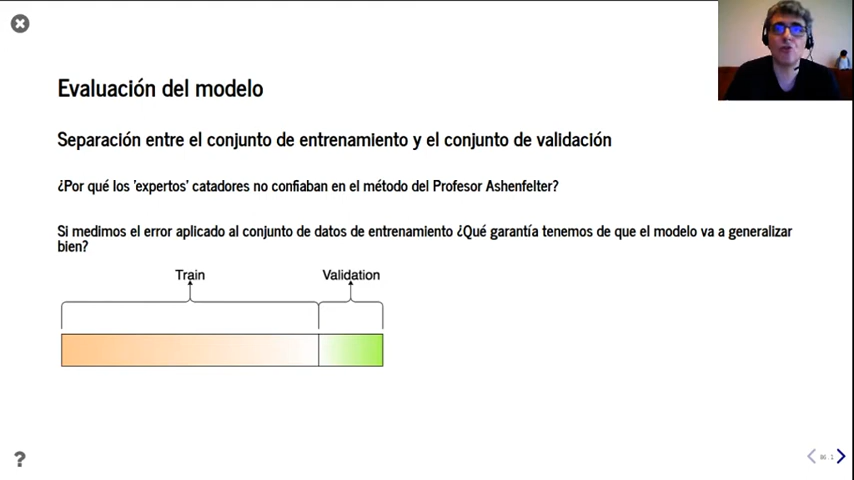 Evaluación del modelo
Separación entre el conjunto de entrenamiento y el conjunto de validación
¿Por qué los 'expertos' catadores no confiaban en el método del Profesor Ashenfelter?
Si medimos el error aplicado al conjunto de datos de entrenamiento ¿Qué garantía tenemos de que el modelo va a generalizar
bien?
Train Validation
?
86.1